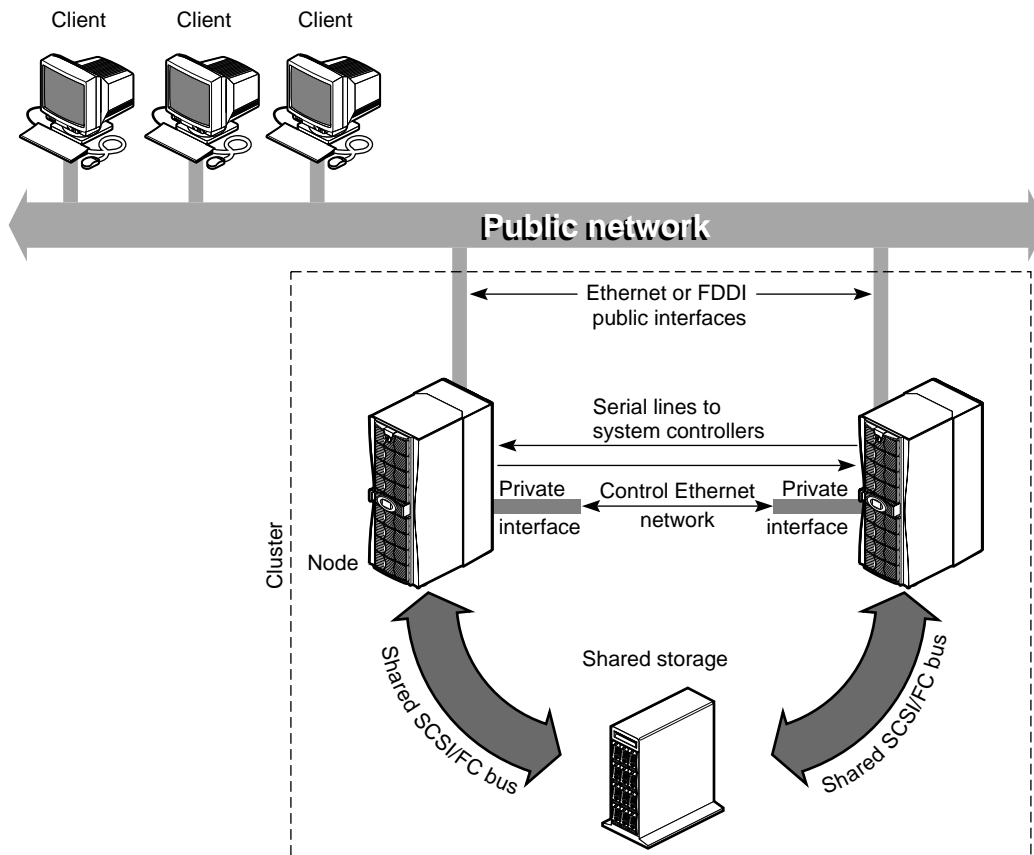 Client
Client
Client
Public network
Ethernet or FDDI
public interfaces
Serial lines to
system controllers
Private
interface
Control Ethernet
network
Private
interface
Cluster
Node
Shared storage
Shared SCSI/FC bus
Shared SCSI/FC bus